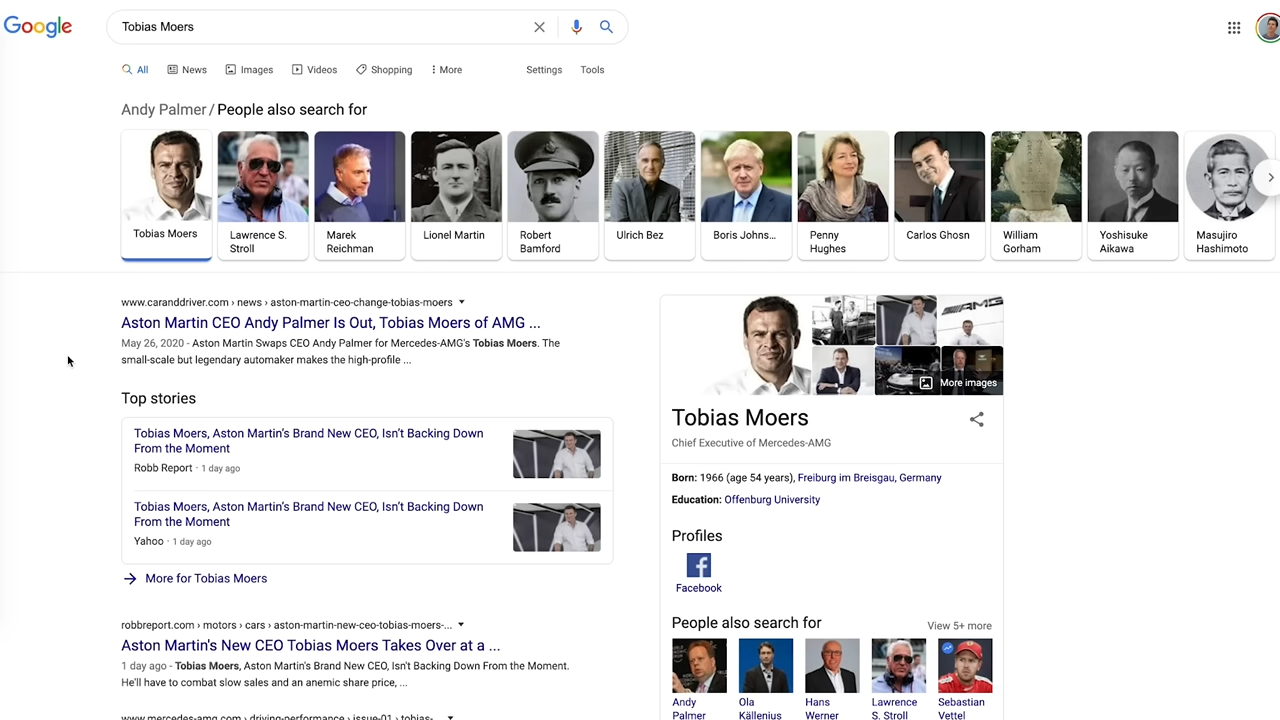 Google
Tobias Moers
All
News
Images
Videos
Shopping
More
Settings
Tools
Andy Palmer / People also search for
Tobias Moers
Lawrence S.
Stroll
Marek
Reichman
Lionel Martin
Robert
Bamford
Ulrich Bez
Boris Johns...
Penny
Hughes
Carlos Ghosn
William
Gorham
Yoshisuke
Aikawa
Masujiro
Hashimoto
www.caranddriver.com › news › aston-martin-ceo-change-tobias-moers
Aston Martin CEO Andy Palmer Is Out, Tobias Moers of AMG ...
May 26, 2020 - Aston Martin Swaps CEO Andy Palmer for Mercedes-AMG's Tobias Moers. The
small-scale but legendary automaker makes the high-profile ...
Top stories
Tobias Moers, Aston Martin's Brand New CEO, Isn't Backing Down
From the Moment
Robb Report · 1 day ago
Tobias Moers, Aston Martin's Brand New CEO, Isn't Backing Down
From the Moment
Yahoo · 1 day ago
More for Tobias Moers
robbreport.com › motors › cars › aston-martin-new-ceo-tobias-moers-...
Aston Martin's New CEO Tobias Moers Takes Over at a ...
1 day ago - Tobias Moers, Aston Martin's Brand New CEO, Isn't Backing Down From the Moment.
He'll have to combat slow sales and an anemic share price, ...
www.mercedes-amg.com › driving-performance › issue-01 › tobias-...
AMG
More images
Tobias Moers
Chief Executive of Mercedes-AMG
Born: 1966 (age 54 years), Freiburg im Breisgau, Germany
Education: Offenburg University
Profiles
Facebook
People also search for
View 5+ more
Andy
Palmer
Ola
Källenius
Hans
Werner
Lawrence
S. Stroll
Sebastian
Vettel